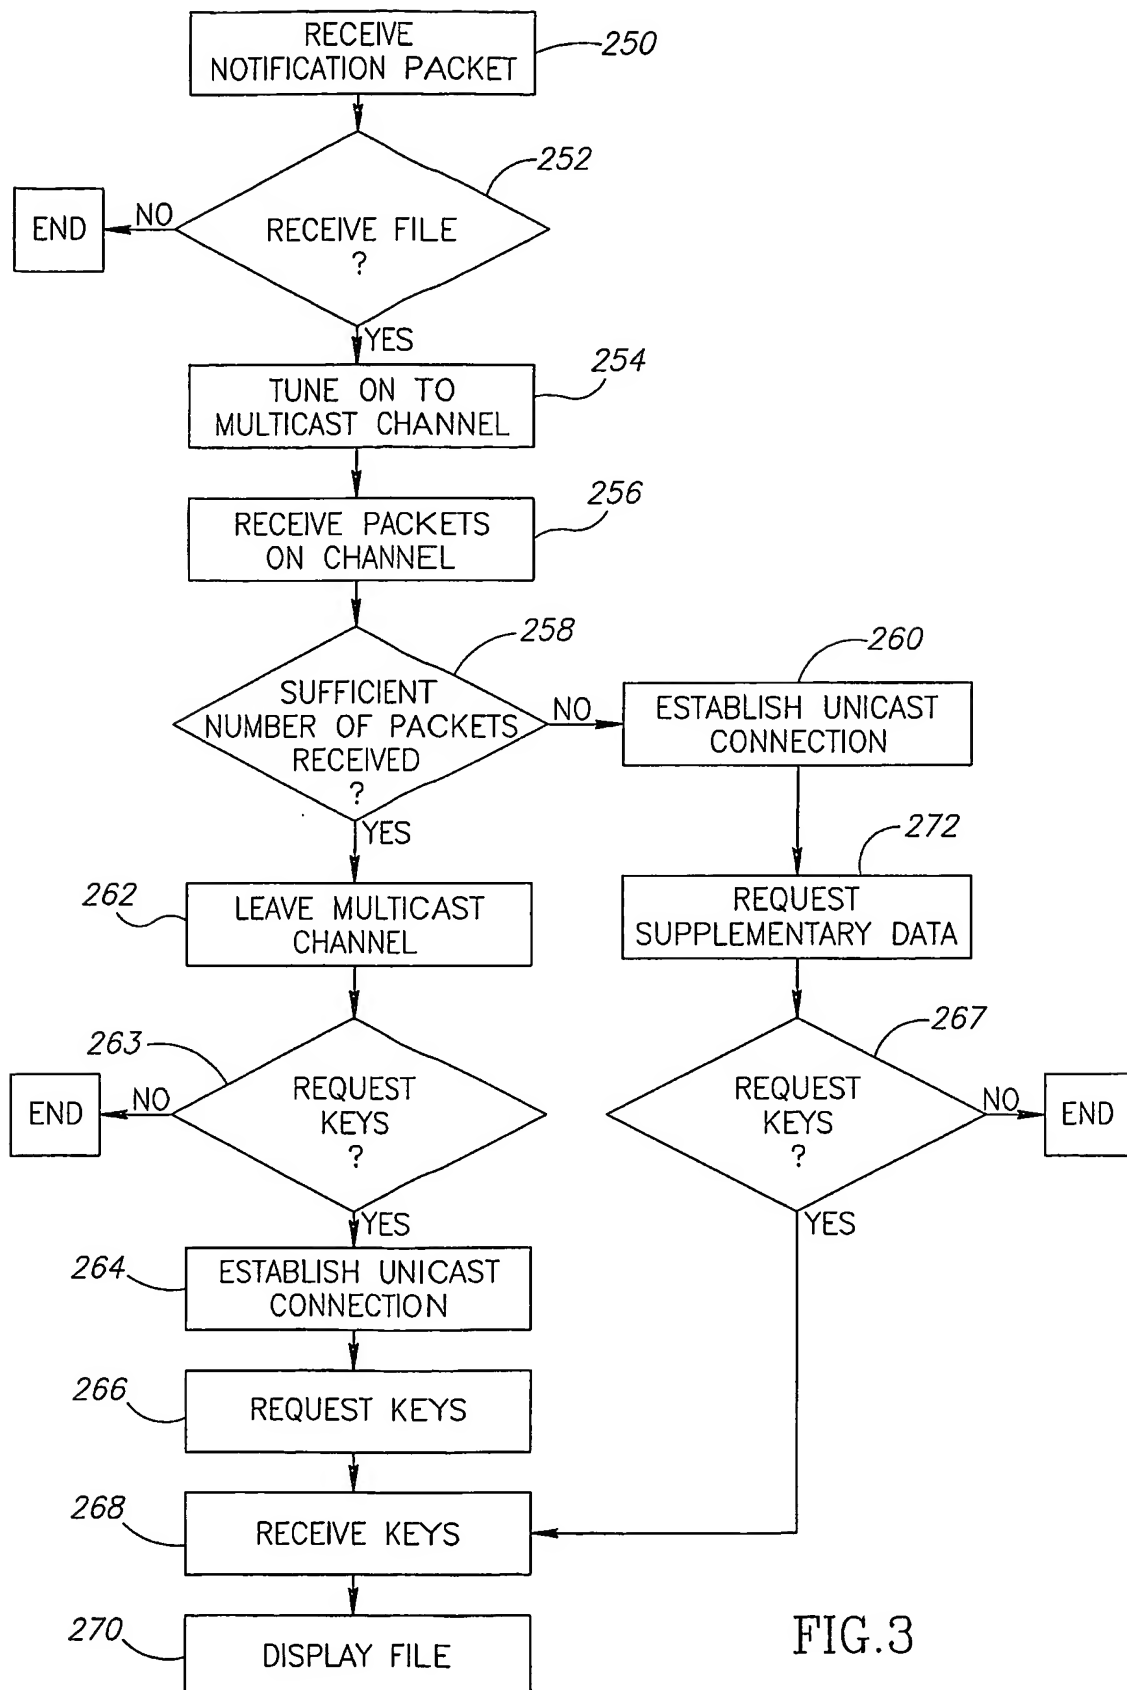 RECEIVE
NOTIFICATION PACKET
250
252
RECEIVE FILE
?
NO
END
YES
TUNE ON TO
MULTICAST CHANNEL
254
RECEIVE PACKETS
ON CHANNEL
256
258
SUFFICIENT
NUMBER OF PACKETS
RECEIVED
?
NO
260
ESTABLISH UNICAST
CONNECTION
YES
272
REQUEST
SUPPLEMENTARY DATA
262
LEAVE MULTICAST
CHANNEL
263
REQUEST
KEYS
?
NO
END
267
REQUEST
KEYS
?
NO
END
YES
YES
264
ESTABLISH UNICAST
CONNECTION
266
REQUEST KEYS
268
RECEIVE KEYS
270
DISPLAY FILE
FIG.3